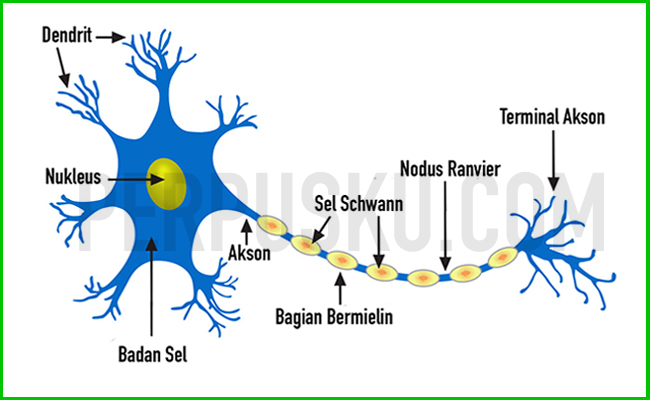 Dendrit
Terminal Akson
Nodus Ranvier
Nukleus
PERPUSKU.COM
Sel Schwann
Akson
Bagian Bermielin
Badan Sel